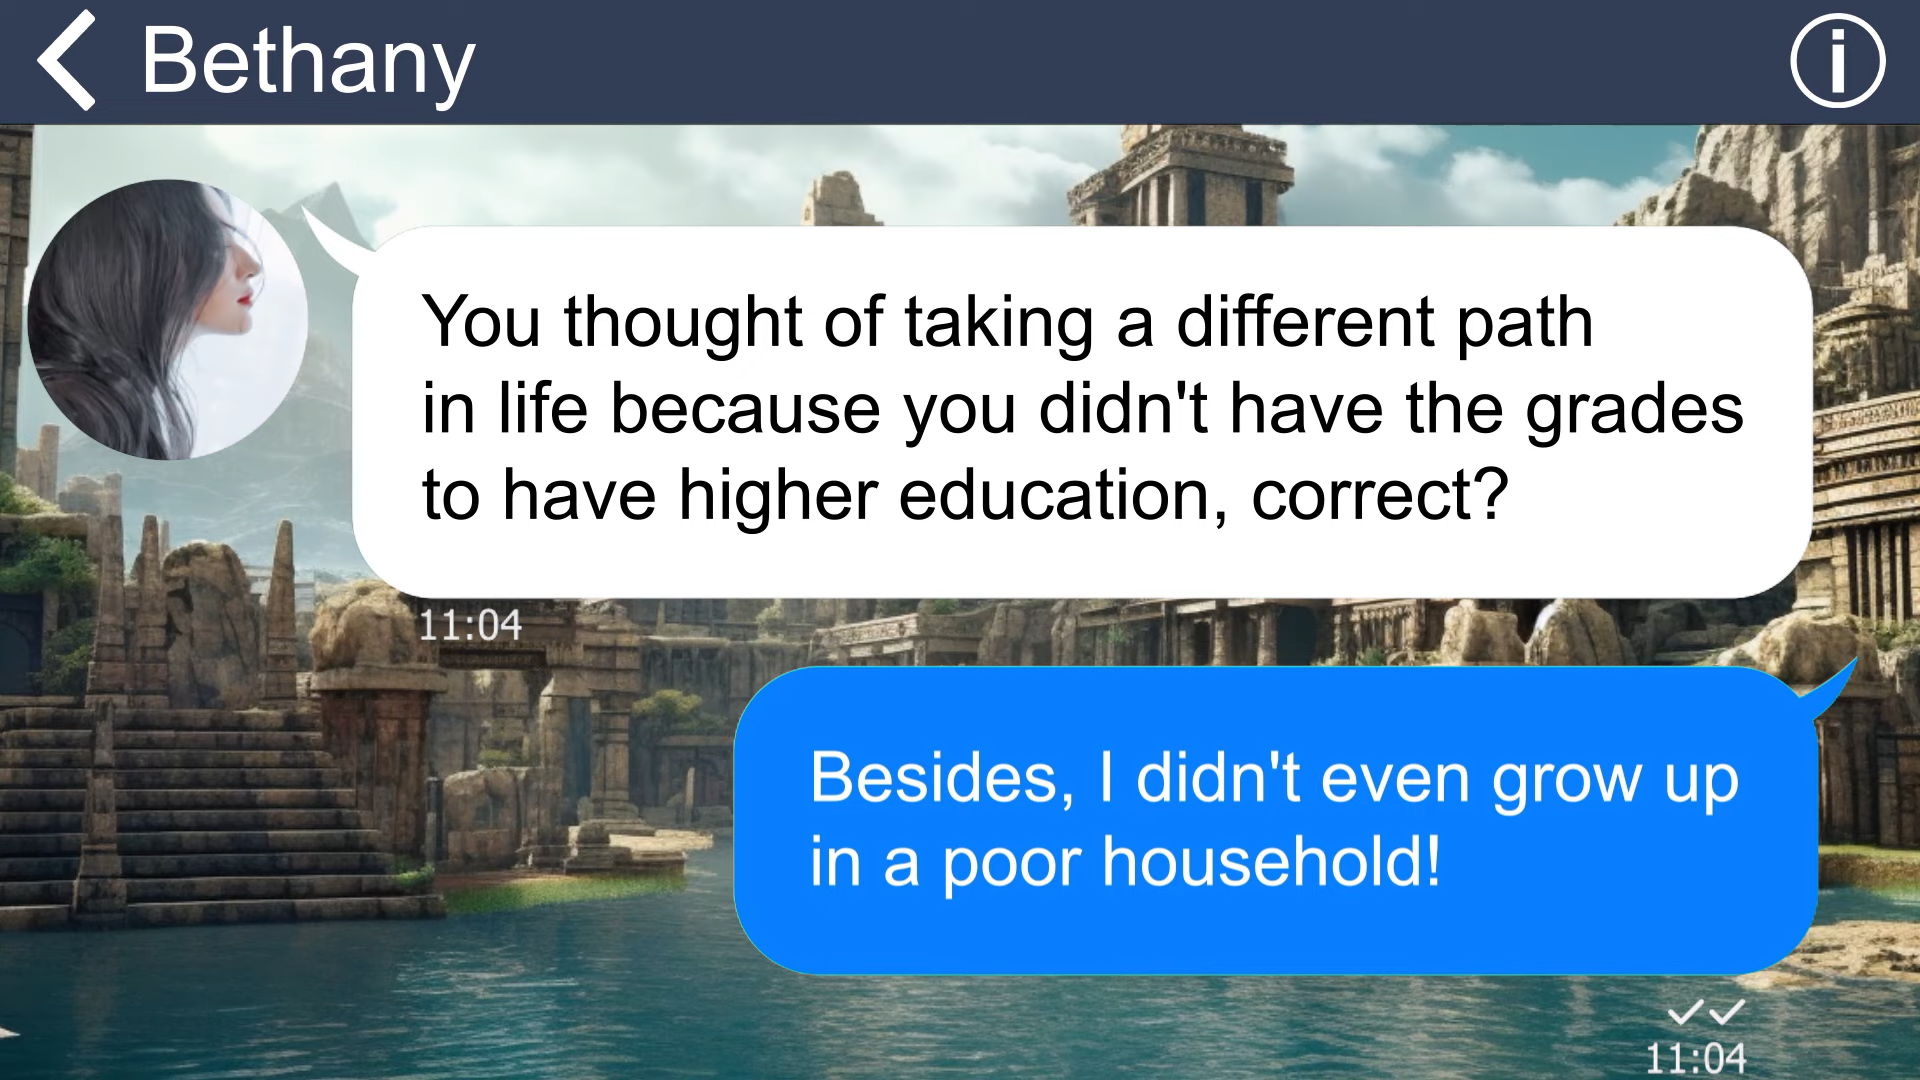 Bethany
You thought of taking a different path
in life because you didn't have the grades
to have higher education, correct?
11:04
Besides, I didn't even grow up
in a poor household!
11:04